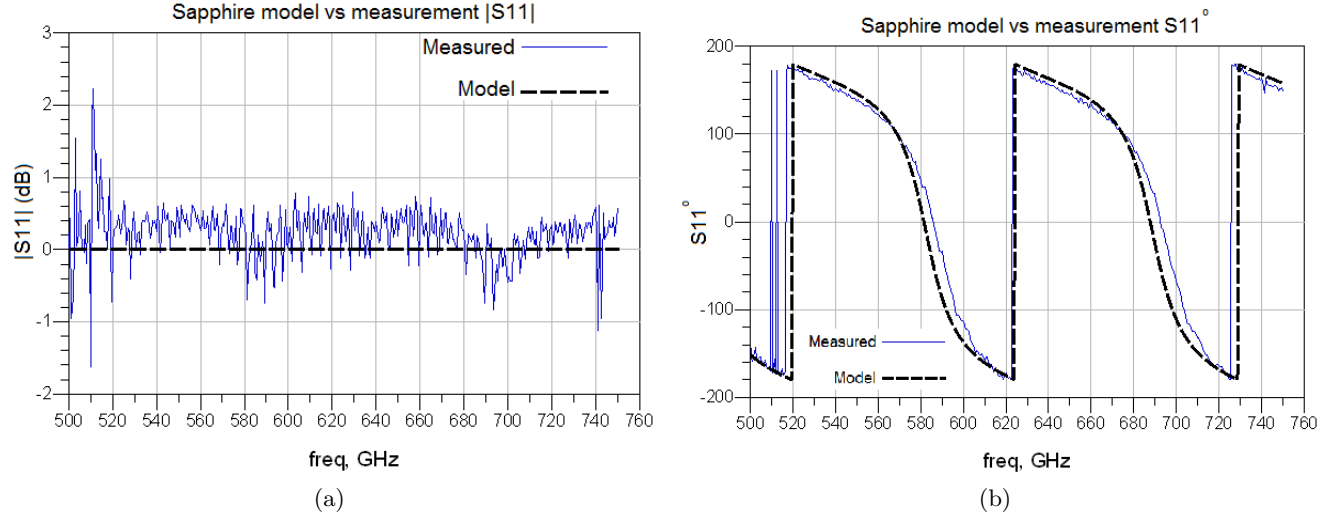 Sapphire model vs measurement |S11|
3
2
1
0
-1
-2
|S11| (dB)
Measured
Model
500 520 540 560 580 600 620 640 660 680 700 720 740 760
freq, GHz
(a)
Sapphire model vs measurement S11°
200
100
0
-100
-200
S11°
Measured
Model
500 520 540 560 580 600 620 640 660 680 700 720 740 760
freq, GHz
(b)